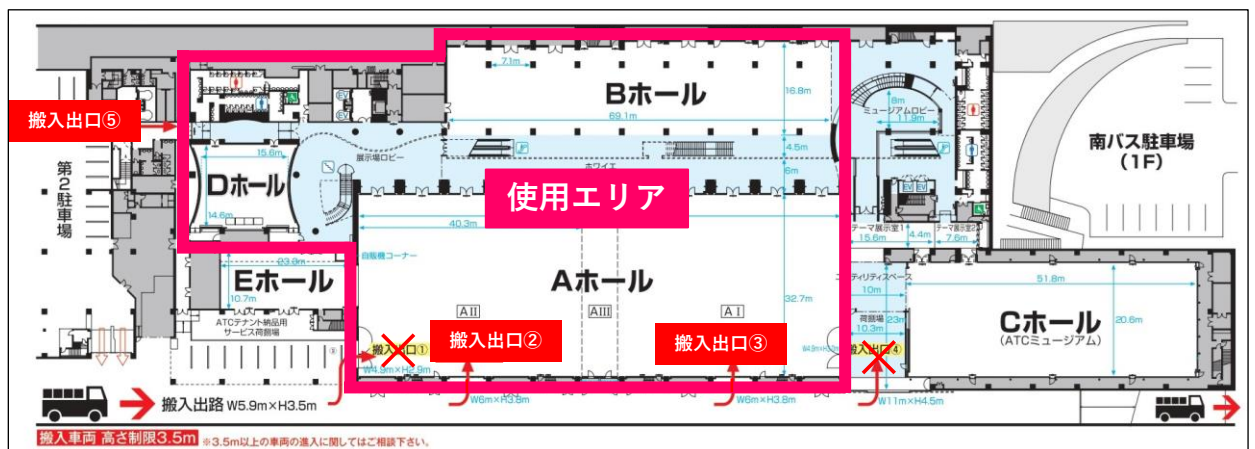 7.1m
Bホール
16.8m
69.1m
8m
ミュージアムロビー
11.9m
搬入出口⑤
EV
EV
南バス駐車場
(1F)
第2駐車場
15.6m
展示場ロビー
4.5m
Dホール
ホワイエ
6m
使用エリア
14.6m
40.3m
EV
EV
テーマ展示室1
15.6m
4.4m
7.6m
自販機コーナー
23.8m
Eホール
10.7m
Aホール
32.7m
10m
51.8m
Cホール
(ATCミュージアム)
20.6m
ATCテナント納品用
サービス荷捌場
AⅡ
AⅢ
AⅠ
荷捌場
23m
10.3m
搬入出口①
搬入出口②
搬入出口③
搬入出口④
W4.9m×H2.9m
W6m×H3.8m
W6m×H3.8m
W11m×H4.5m
搬入出路 W5.9m×H3.5m
搬入車両 高さ制限3.5m ※3.5m以上の車両の進入に関してはご相談下さい。